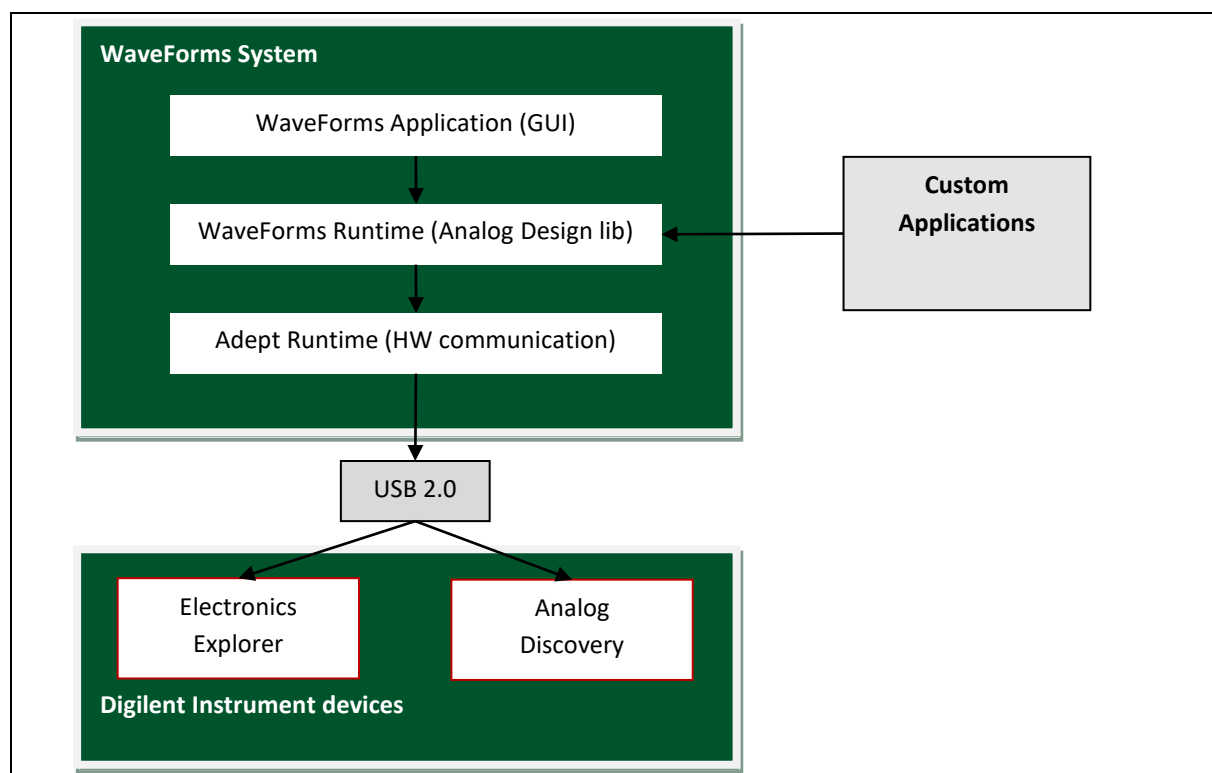 WaveForms System
WaveForms Application (GUI)
WaveForms Runtime (Analog Design lib)
Custom
Applications
Adept Runtime (HW communication)
USB 2.0
Electronics
Explorer
Analog
Discovery
Digilent Instrument devices